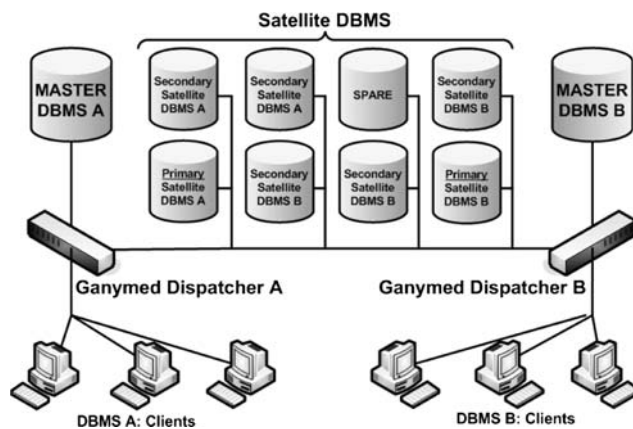 Satellite DBMS
MASTER
DBMS A
Secondary
Satellite
DBMS A
Secondary
Satellite
DBMS A
SPARE
Secondary
Satellite
DBMS B
MASTER
DBMS B
Primary
Satellite
DBMS A
Secondary
Satellite
DBMS B
Secondary
Satellite
DBMS B
Primary
Satellite
DBMS B
Ganymed Dispatcher A
Ganymed Dispatcher B
DBMS A: Clients
DBMS B: Clients